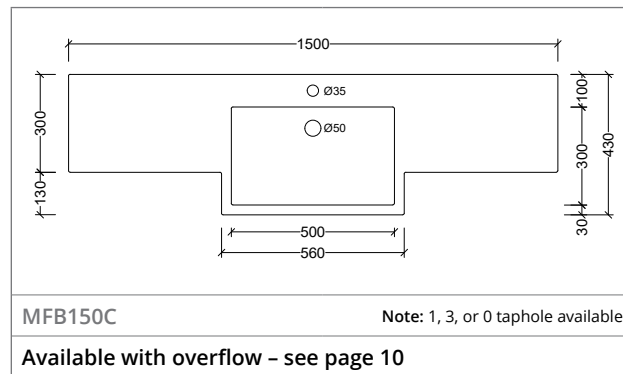 1500
Ø35
100
Ø50
300
300
430
130
30
500
560
MFB150C
Note: 1, 3, or 0 taphole available
Available with overflow – see page 10